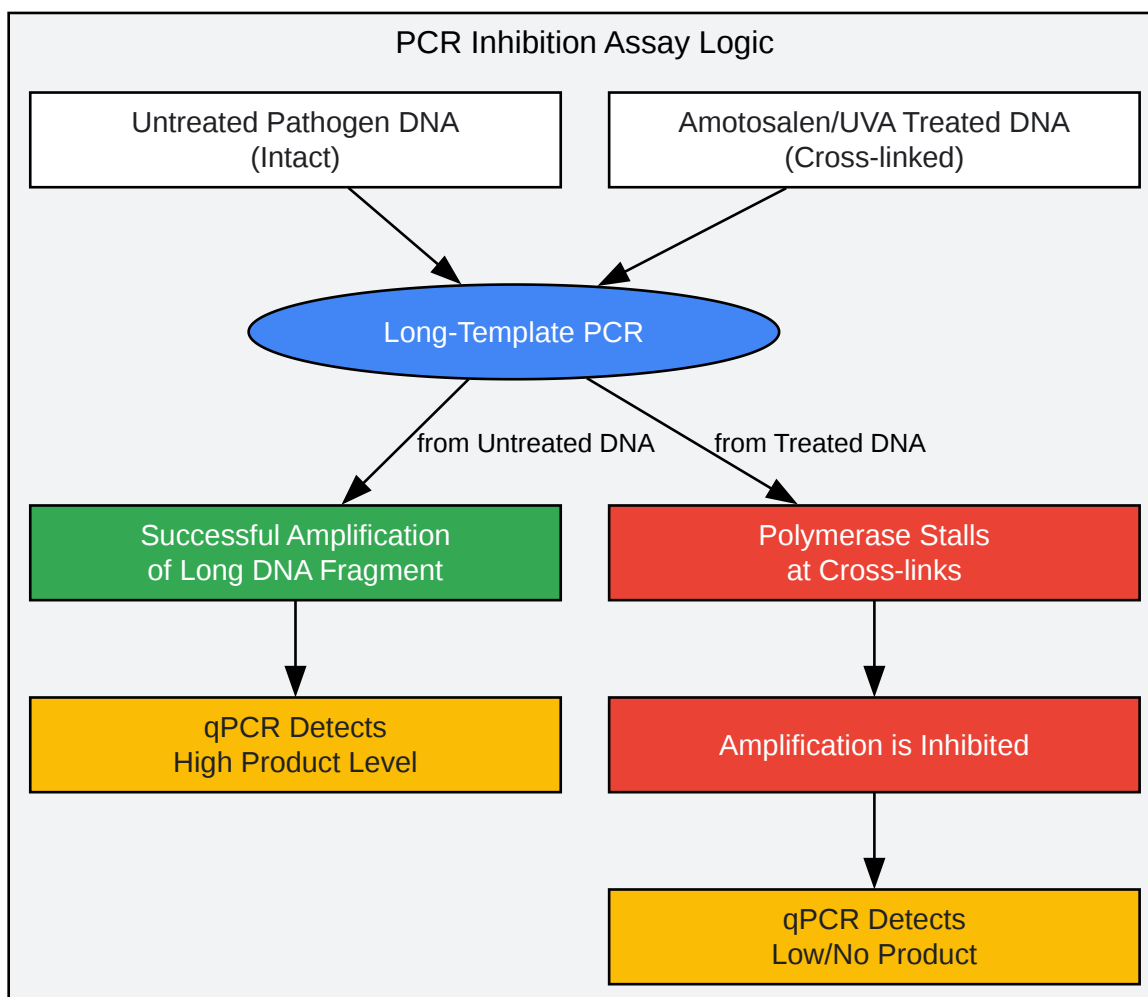 PCR Inhibition Assay Logic
Untreated Pathogen DNA
(Intact)
Amotosalen/UVA Treated DNA
(Cross-linked)
Long-Template PCR
from Untreated DNA
from Treated DNA
Successful Amplification
of Long DNA Fragment
Polymerase Stalls
at Cross-links
qPCR Detects
High Product Level
Amplification is Inhibited
qPCR Detects
Low/No Product